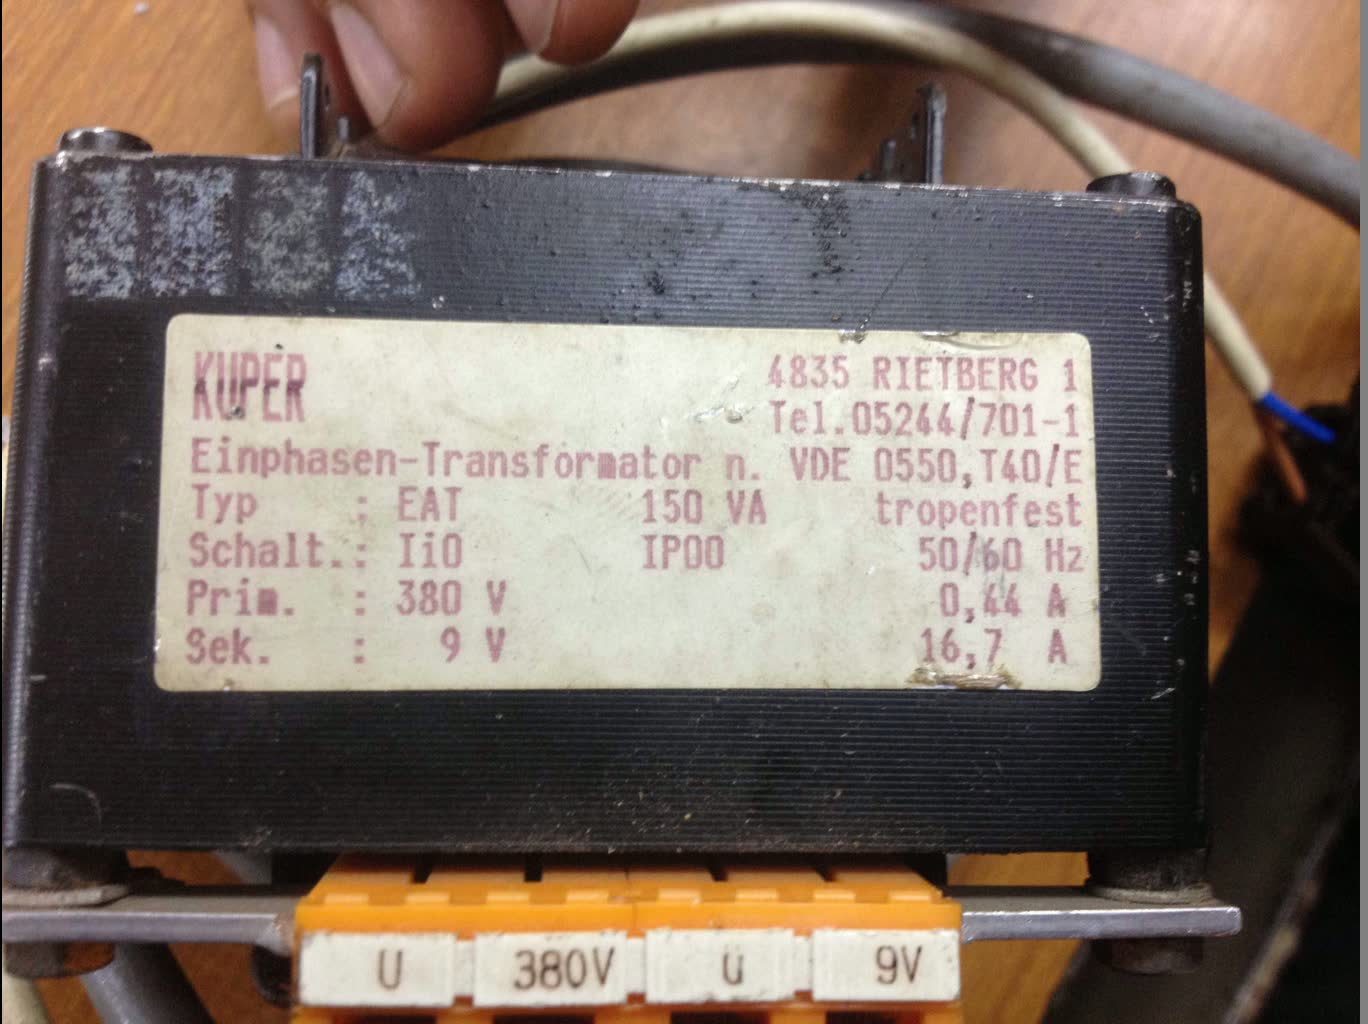 KUPER 4835 RIETBERG 1
Tel.05244/701-1
Einphasen-Transformator n. VDE 0550,T40/E
Typ : EAT 150 VA tropenfest
Schalt.: Ii0 IP00 50/60 Hz
Prim. : 380 V 0,44 A
Sek. : 9 V 16,7 A
U 380V u 9V